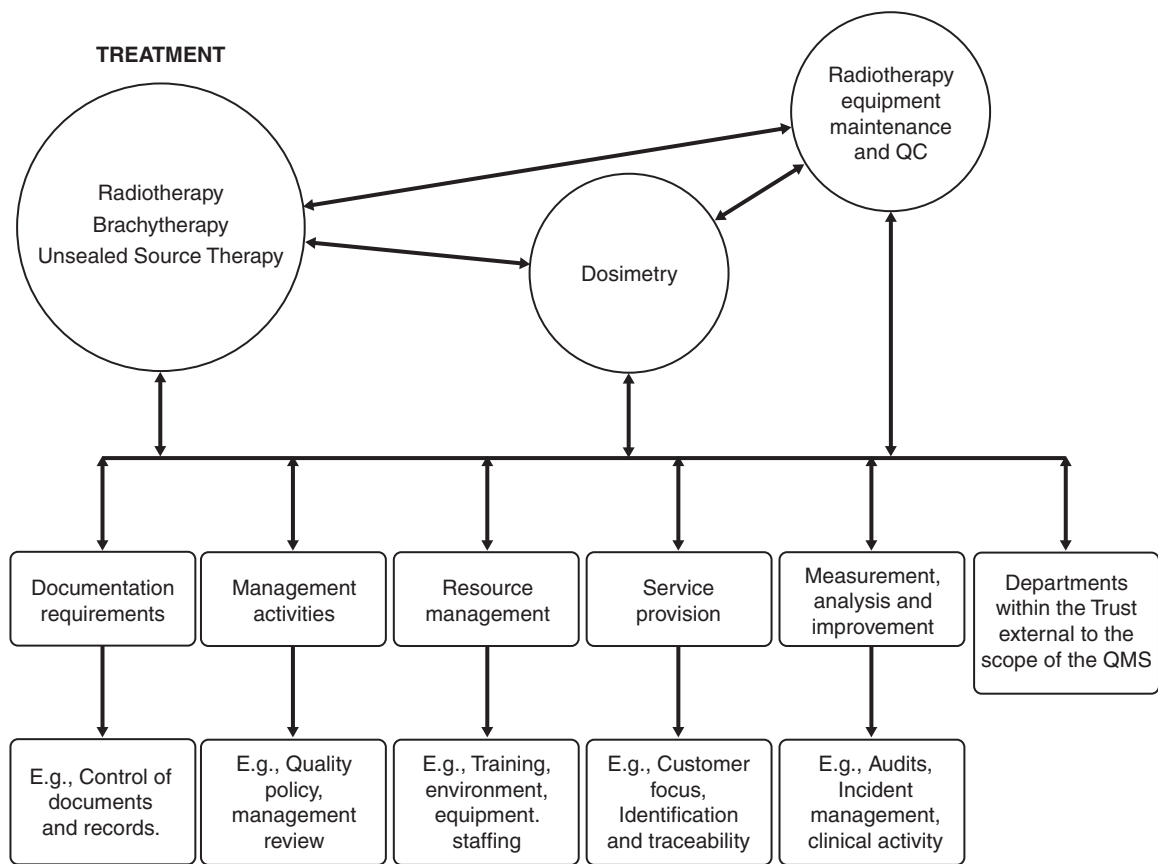 TREATMENT
Radiotherapy
Brachytherapy
Unsealed Source Therapy
Dosimetry
Radiotherapy
equipment
maintenance
and QC
Documentation
requirements
Management
activities
Resource
management
Service
provision
Measurement,
analysis and
improvement
Departments
within the Trust
external to the
scope of the QMS
E.g., Control of
documents
and records.
E.g., Quality
policy,
management
review
E.g., Training,
environment,
equipment.
staffing
E.g., Customer
focus,
Identification
and traceability
E.g., Audits,
Incident
management,
clinical activity